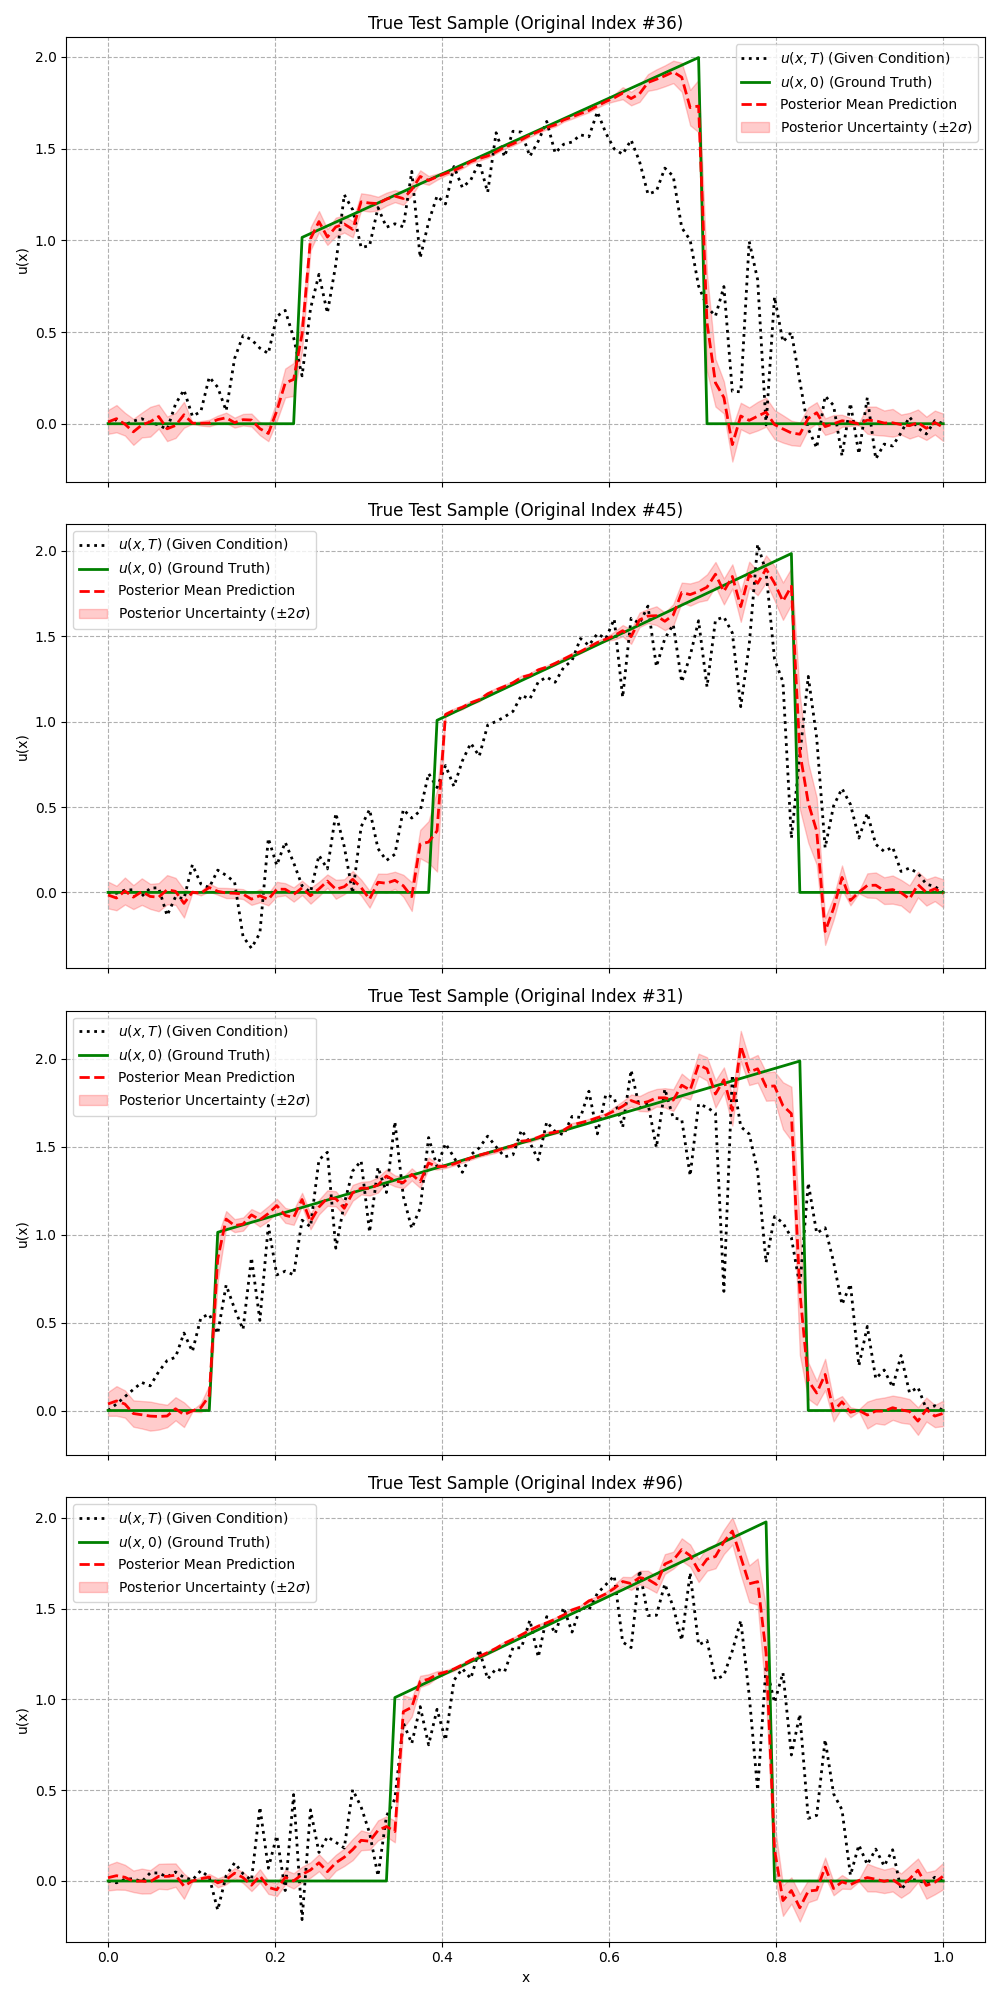 True Test Sample (Original Index #36)
u(x, T) (Given Condition)
u(x, 0) (Ground Truth)
Posterior Mean Prediction
Posterior Uncertainty (±2σ)
2.0
1.5
1.0
0.5
0.0
u(x)
True Test Sample (Original Index #45)
u(x, T) (Given Condition)
u(x, 0) (Ground Truth)
Posterior Mean Prediction
Posterior Uncertainty (±2σ)
2.0
1.5
1.0
0.5
0.0
u(x)
True Test Sample (Original Index #31)
u(x, T) (Given Condition)
u(x, 0) (Ground Truth)
Posterior Mean Prediction
Posterior Uncertainty (±2σ)
2.0
1.5
1.0
0.5
0.0
u(x)
True Test Sample (Original Index #96)
u(x, T) (Given Condition)
u(x, 0) (Ground Truth)
Posterior Mean Prediction
Posterior Uncertainty (±2σ)
2.0
1.5
1.0
0.5
0.0
u(x)
0.0 0.2 0.4 0.6 0.8 1.0
x